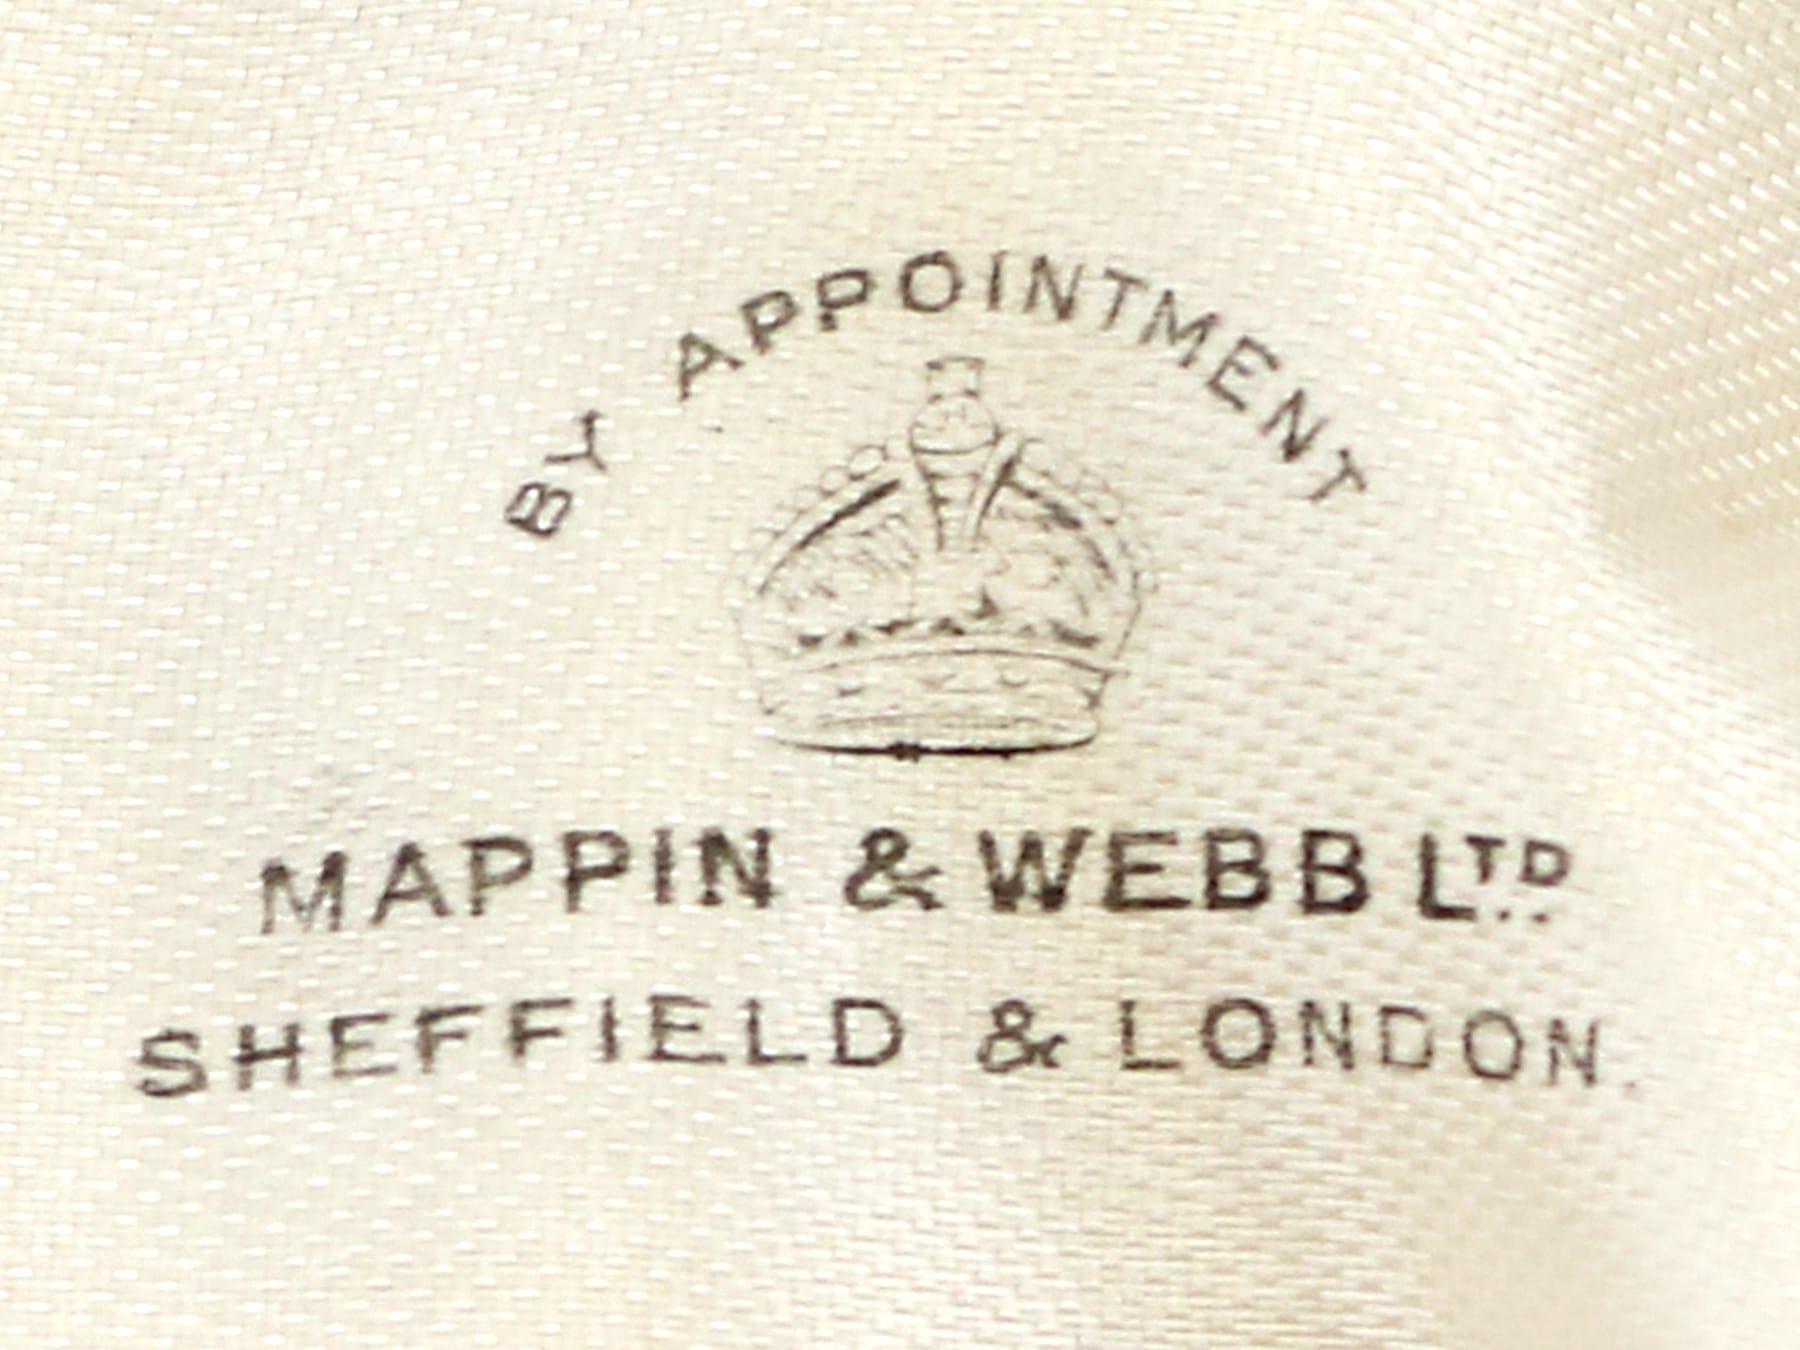 BY APPOINTMENT
MAPPIN & WEBB LTD.
SHEFFIELD & LONDON.